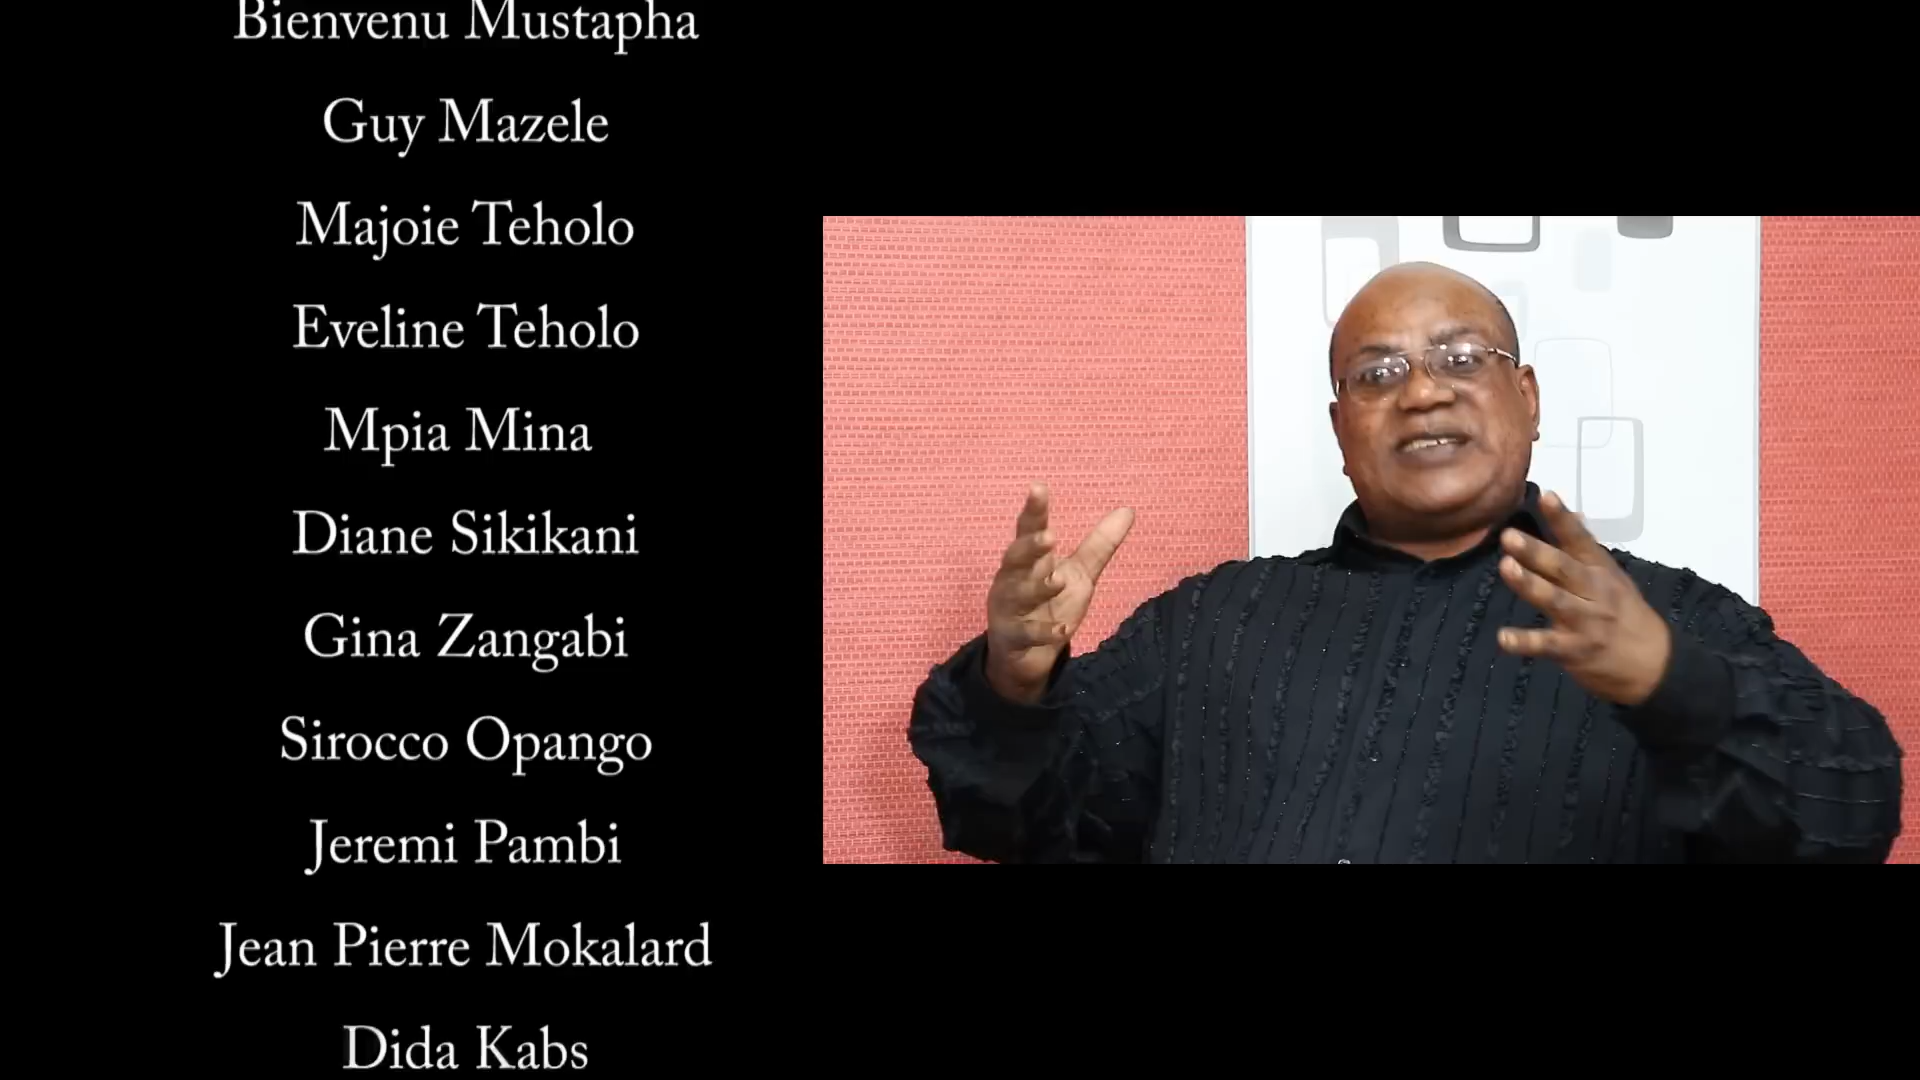 Bienvenu Mustapha
Guy Mazele
Majoie Teholo
Eveline Teholo
Mpia Mina
Diane Sikikani
Gina Zangabi
Sirocco Opango
Jeremi Pambi
Jean Pierre Mokalard
Dida Kabs